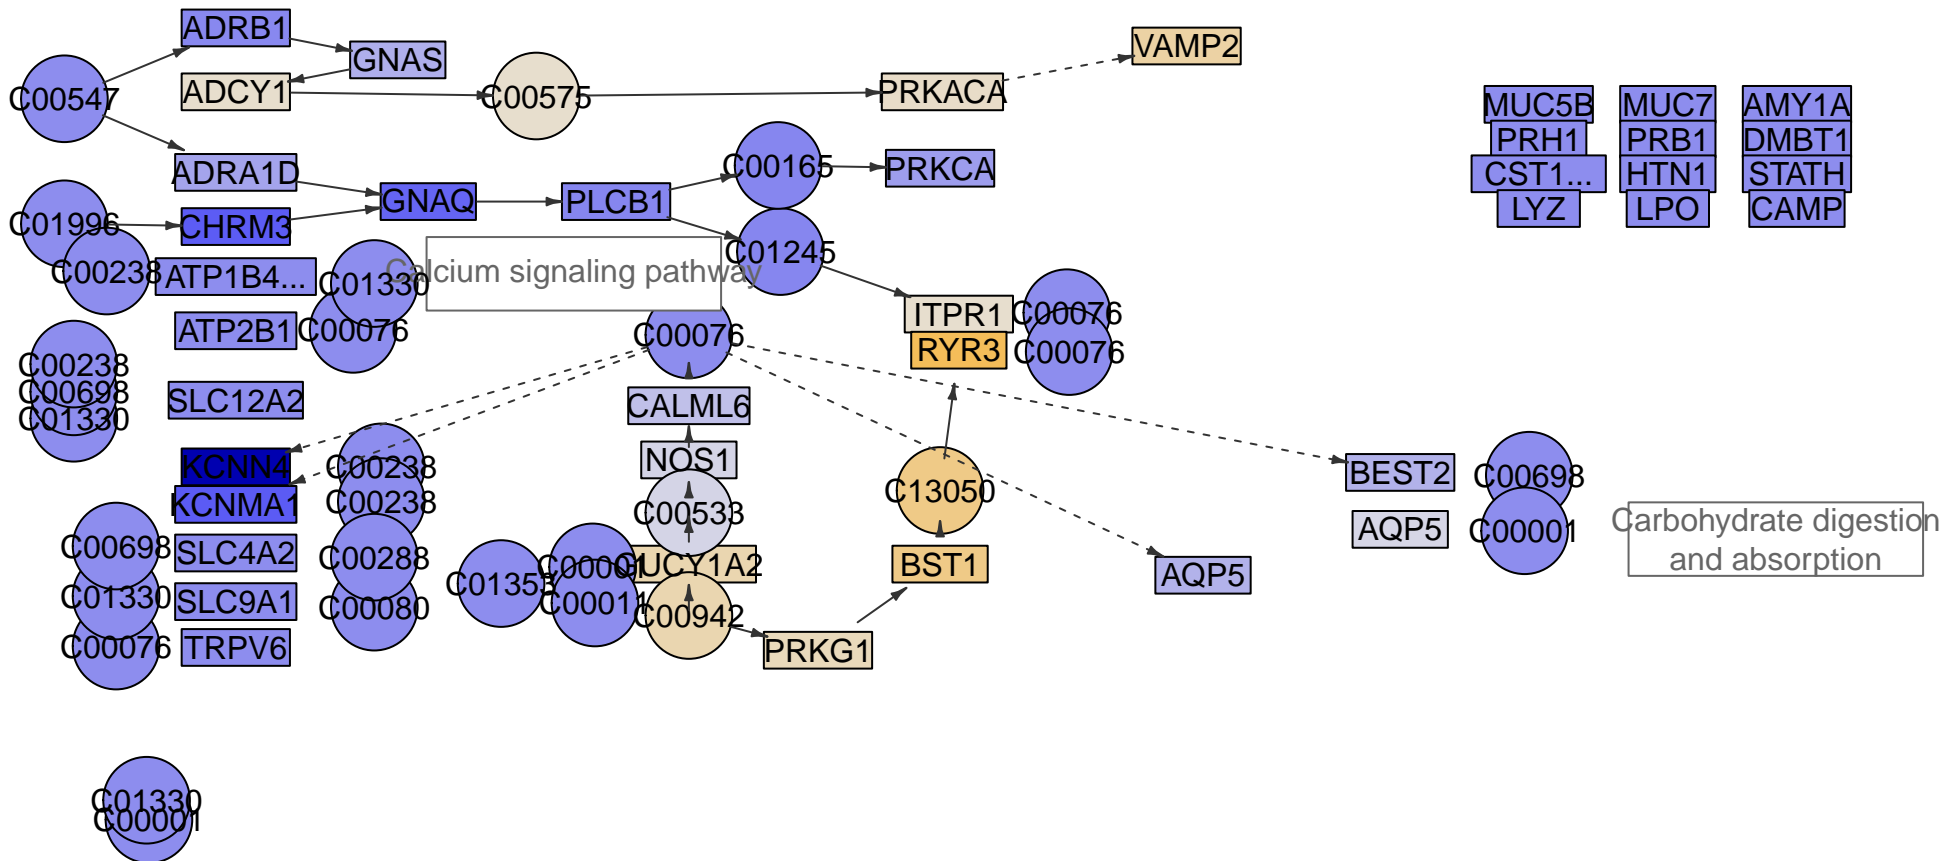 ADRB1
GNAS
VAMP2
C00547
ADCY1
C00575
PRKACA
MUC5B
MUC7
AMY1A
PRH1
PRB1
DMBT1
CST1...
HTN1
STATH
LYZ
LPO
CAMP
ADRA1D
GNAQ
PLCB1
C00165
PRKCA
C01996
CHRM3
C01245
C00238
ATP1B4...
C01330
Calcium signaling pathway
ATP2B1
C00076
C00076
ITPR1
C00076
RYR3
C00076
C00238
C00698
C01330
SLC12A2
CALML6
KCNN4
C00238
NOS1
C13050
BEST2
C00698
KCNMA1
C00238
C00533
AQP5
C00001
Carbohydrate digestion
and absorption
C00698
SLC4A2
C00288
C01353
C00001
GUCY1A2
BST1
AQP5
C01330
SLC9A1
C00080
C00011
C00942
C00076
TRPV6
PRKG1
C01330
C00001